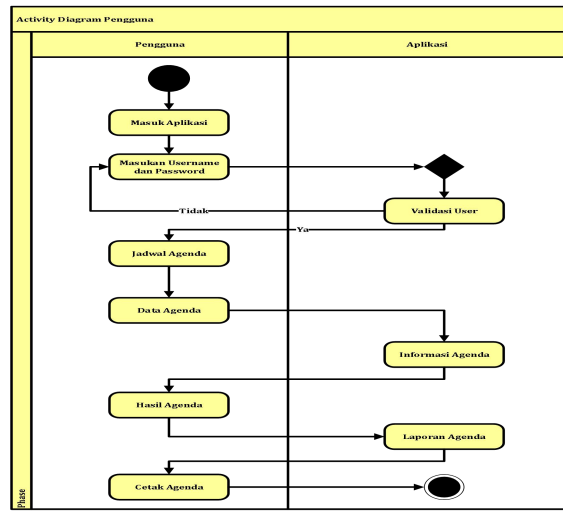 Activity Diagram Pengguna
Pengguna
Aplikasi
Masuk Aplikasi
Masukan Username
dan Password
Validasi User
Tidak
Ya
Jadwal Agenda
Data Agenda
Informasi Agenda
Hasil Agenda
Laporan Agenda
Cetak Agenda
Phase